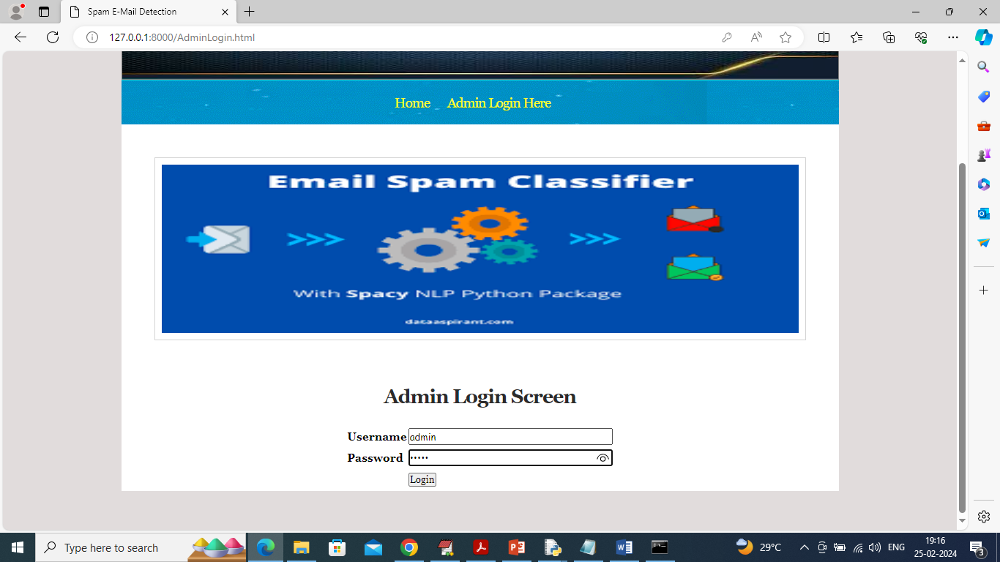 Spam E-Mail Detection
127.0.0.1:8000/AdminLogin.html
Home Admin Login Here
Email Spam Classifier
With Spacy NLP Python Package
dataaspirant.com
Admin Login Screen
Username admin
Password •••••
Login
Type here to search
29°C
ENG
19:16
25-02-2024
3